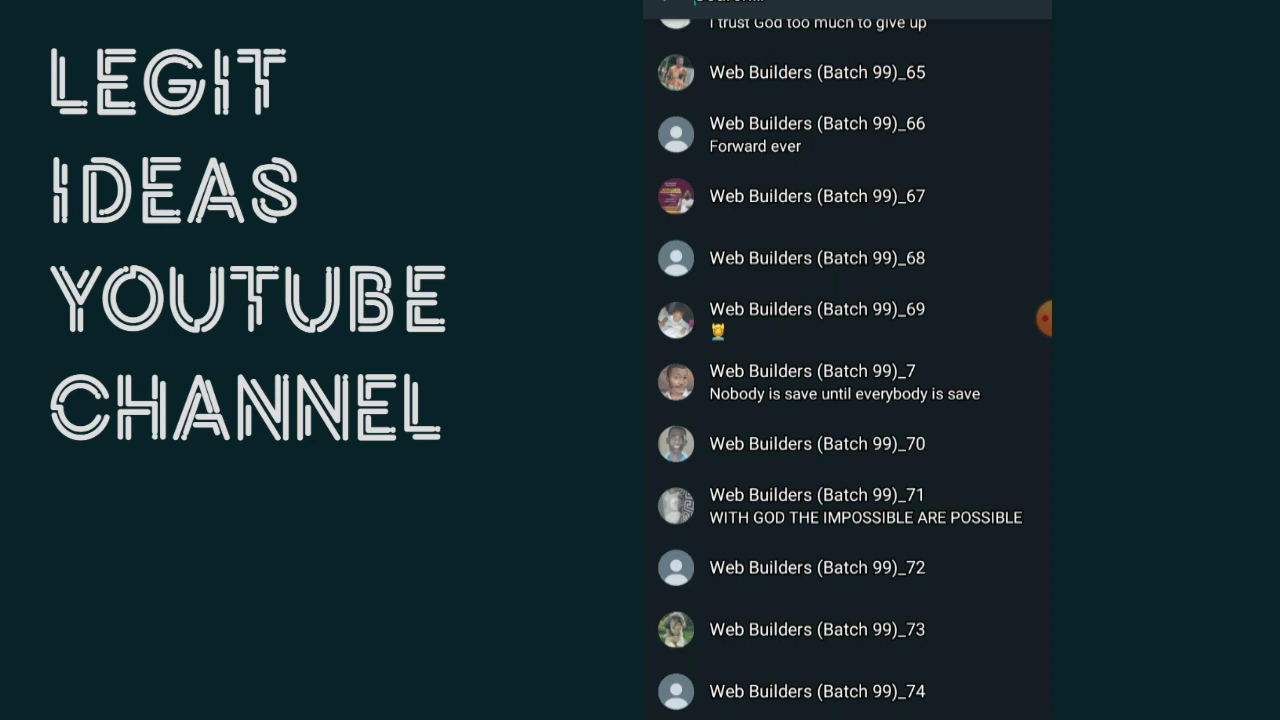 LEGIT
IDEAS
YOUTUBE
CHANNEL
I trust God too much to give up
Web Builders (Batch 99)_65
Web Builders (Batch 99)_66
Forward ever
Web Builders (Batch 99)_67
Web Builders (Batch 99)_68
Web Builders (Batch 99)_69
Web Builders (Batch 99)_7
Nobody is save until everybody is save
Web Builders (Batch 99)_70
Web Builders (Batch 99)_71
WITH GOD THE IMPOSSIBLE ARE POSSIBLE
Web Builders (Batch 99)_72
Web Builders (Batch 99)_73
Web Builders (Batch 99)_74